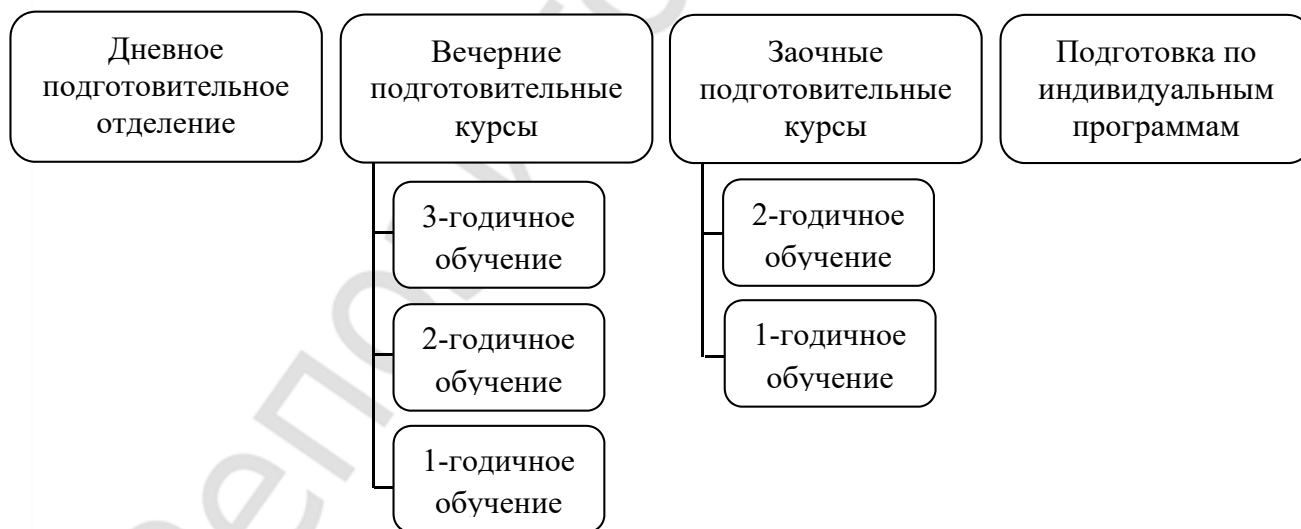 Дневное
подготовительное
отделение
Вечерние
подготовительные
курсы
Заочные
подготовительные
курсы
Подготовка по
индивидуальным
программам
3-годичное
обучение
2-годичное
обучение
1-годичное
обучение
2-годичное
обучение
1-годичное
обучение